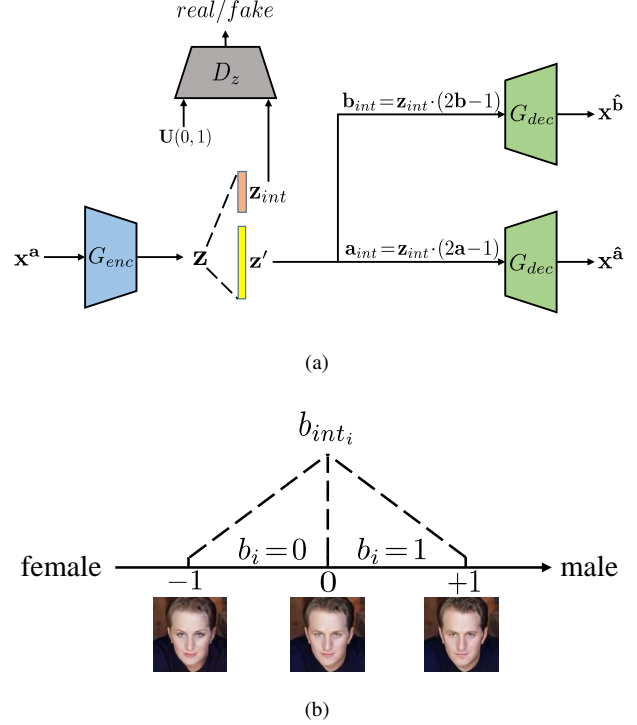 real/fake
D_z
U(0,1)
z_int
b_int=z_int·(2b−1)
G_dec
x^b̂
x^a
G_enc
z
z′
a_int=z_int·(2a−1)
G_dec
x^â
(a)
b_int_i
b_i=0
b_i=1
female
male
−1
0
+1
(b)